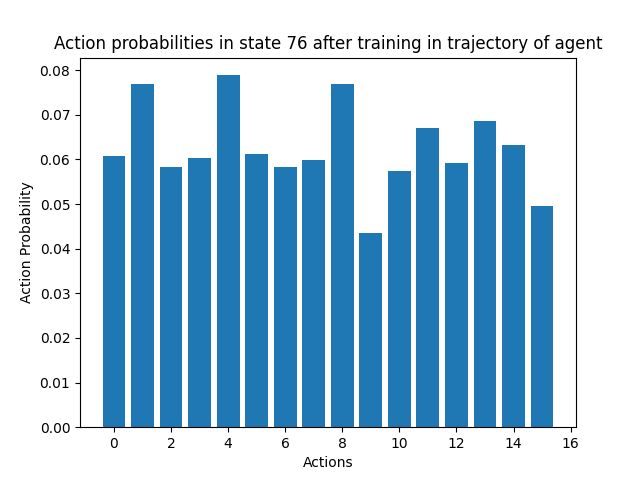 Action probabilities in state 76 after training in trajectory of agent
0.08
0.07
0.06
0.05
0.04
0.03
0.02
0.01
0.00
Action Probability
0 2 4 6 8 10 12 14 16
Actions